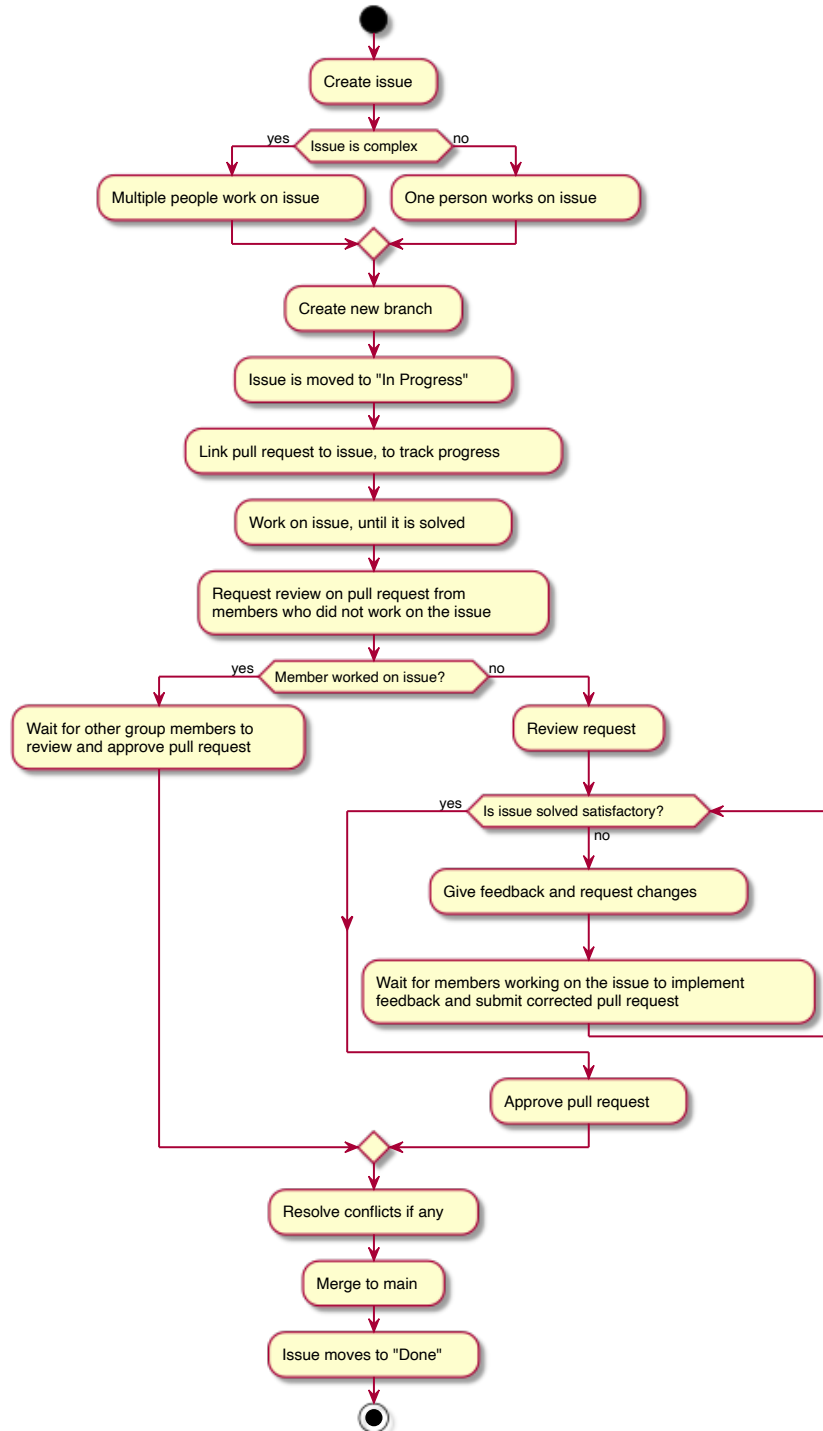 Create issue
yes
Issue is complex
no
Multiple people work on issue
One person works on issue
Create new branch
Issue is moved to "In Progress"
Link pull request to issue, to track progress
Work on issue, until it is solved
Request review on pull request from
members who did not work on the issue
yes
Member worked on issue?
no
Wait for other group members to
review and approve pull request
Review request
yes
Is issue solved satisfactory?
no
Give feedback and request changes
Wait for members working on the issue to implement
feedback and submit corrected pull request
Approve pull request
Resolve conflicts if any
Merge to main
Issue moves to "Done"